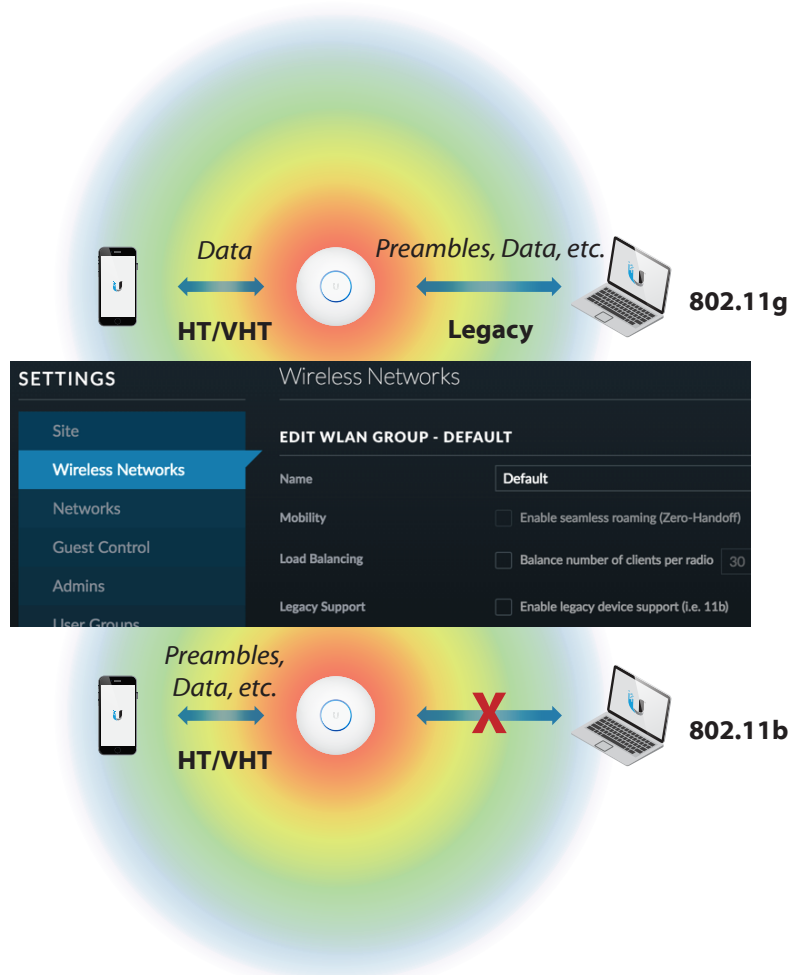 Data
Preambles, Data, etc.
HT/VHT
Legacy
802.11g
SETTINGS
Wireless Networks
Site
EDIT WLAN GROUP - DEFAULT
Wireless Networks
Name
Default
Networks
Mobility
Enable seamless roaming (Zero-Handoff)
Guest Control
Load Balancing
Balance number of clients per radio
30
Admins
Legacy Support
Enable legacy device support (i.e. 11b)
User Groups
Preambles,
Data, etc.
X
HT/VHT
802.11b